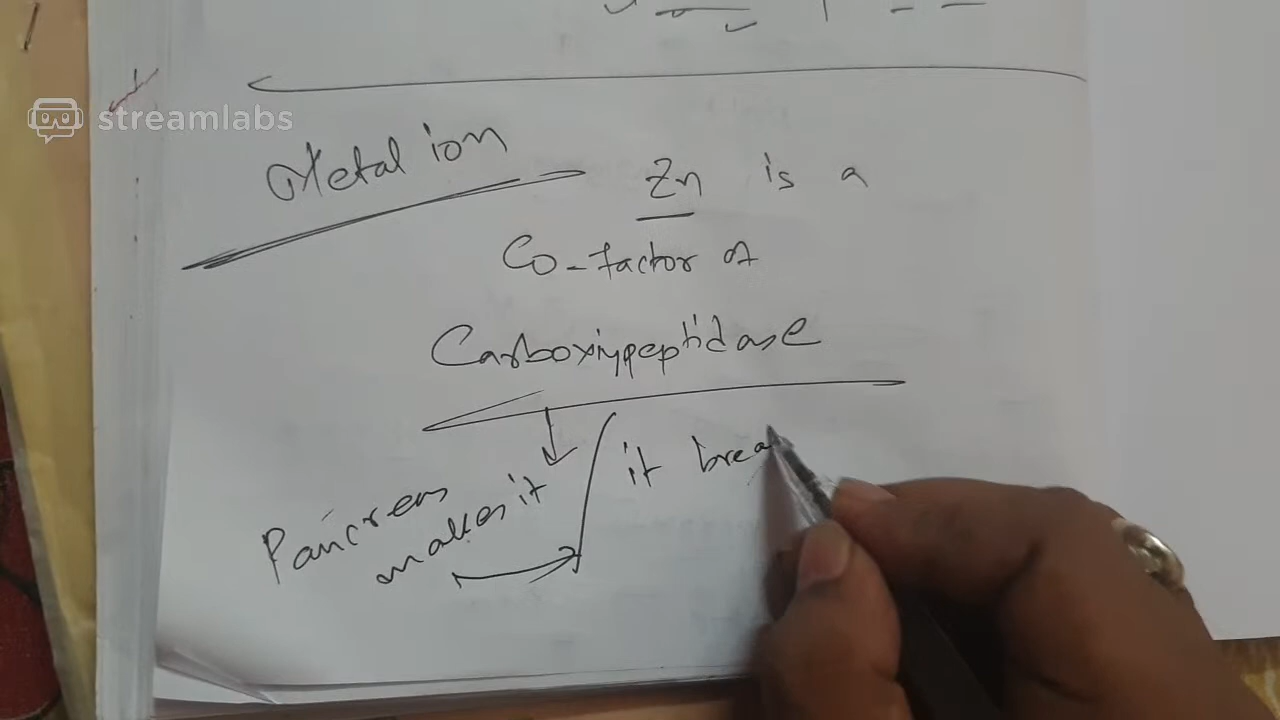 streamlabs
Metal ion
Zn is a
Co-factor of
Carboxypeptidase
Pancreas
makes it
it brea